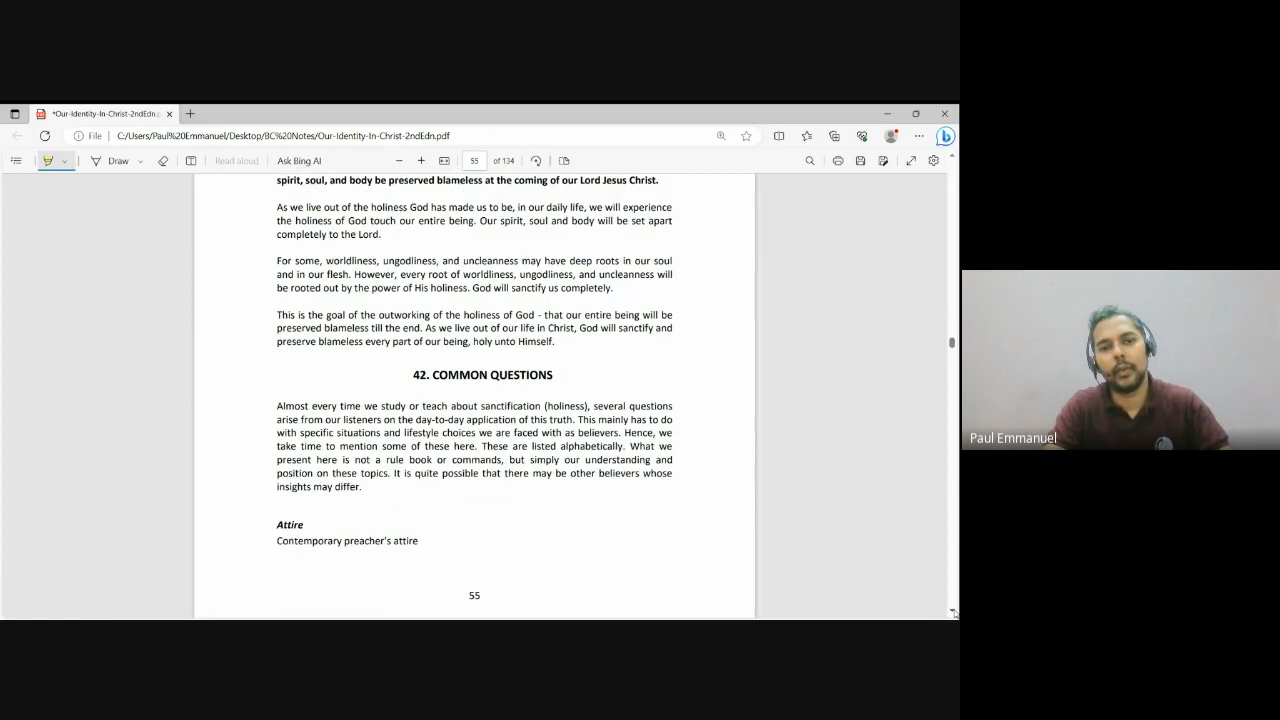 *Our-Identity-In-Christ-2ndEdn.
File
C:/Users/Paul%20Emmanuel/Desktop/BC%20Notes/Our-Identity-In-Christ-2ndEdn.pdf
Draw
Read aloud
Ask Bing AI
55
of 134
spirit, soul, and body be preserved blameless at the coming of our Lord Jesus Christ.
As we live out of the holiness God has made us to be, in our daily life, we will experience
the holiness of God touch our entire being. Our spirit, soul and body will be set apart
completely to the Lord.
For some, worldliness, ungodliness, and uncleanness may have deep roots in our soul
and in our flesh. However, every root of worldliness, ungodliness, and uncleanness will
be rooted out by the power of His holiness. God will sanctify us completely.
This is the goal of the outworking of the holiness of God - that our entire being will be
preserved blameless till the end. As we live out of our life in Christ, God will sanctify and
preserve blameless every part of our being, holy unto Himself.
42. COMMON QUESTIONS
Almost every time we study or teach about sanctification (holiness), several questions
arise from our listeners on the day-to-day application of this truth. This mainly has to do
with specific situations and lifestyle choices we are faced with as believers. Hence, we
take time to mention some of these here. These are listed alphabetically. What we
present here is not a rule book or commands, but simply our understanding and
position on these topics. It is quite possible that there may be other believers whose
insights may differ.
Attire
Contemporary preacher's attire
55
Paul Emmanuel